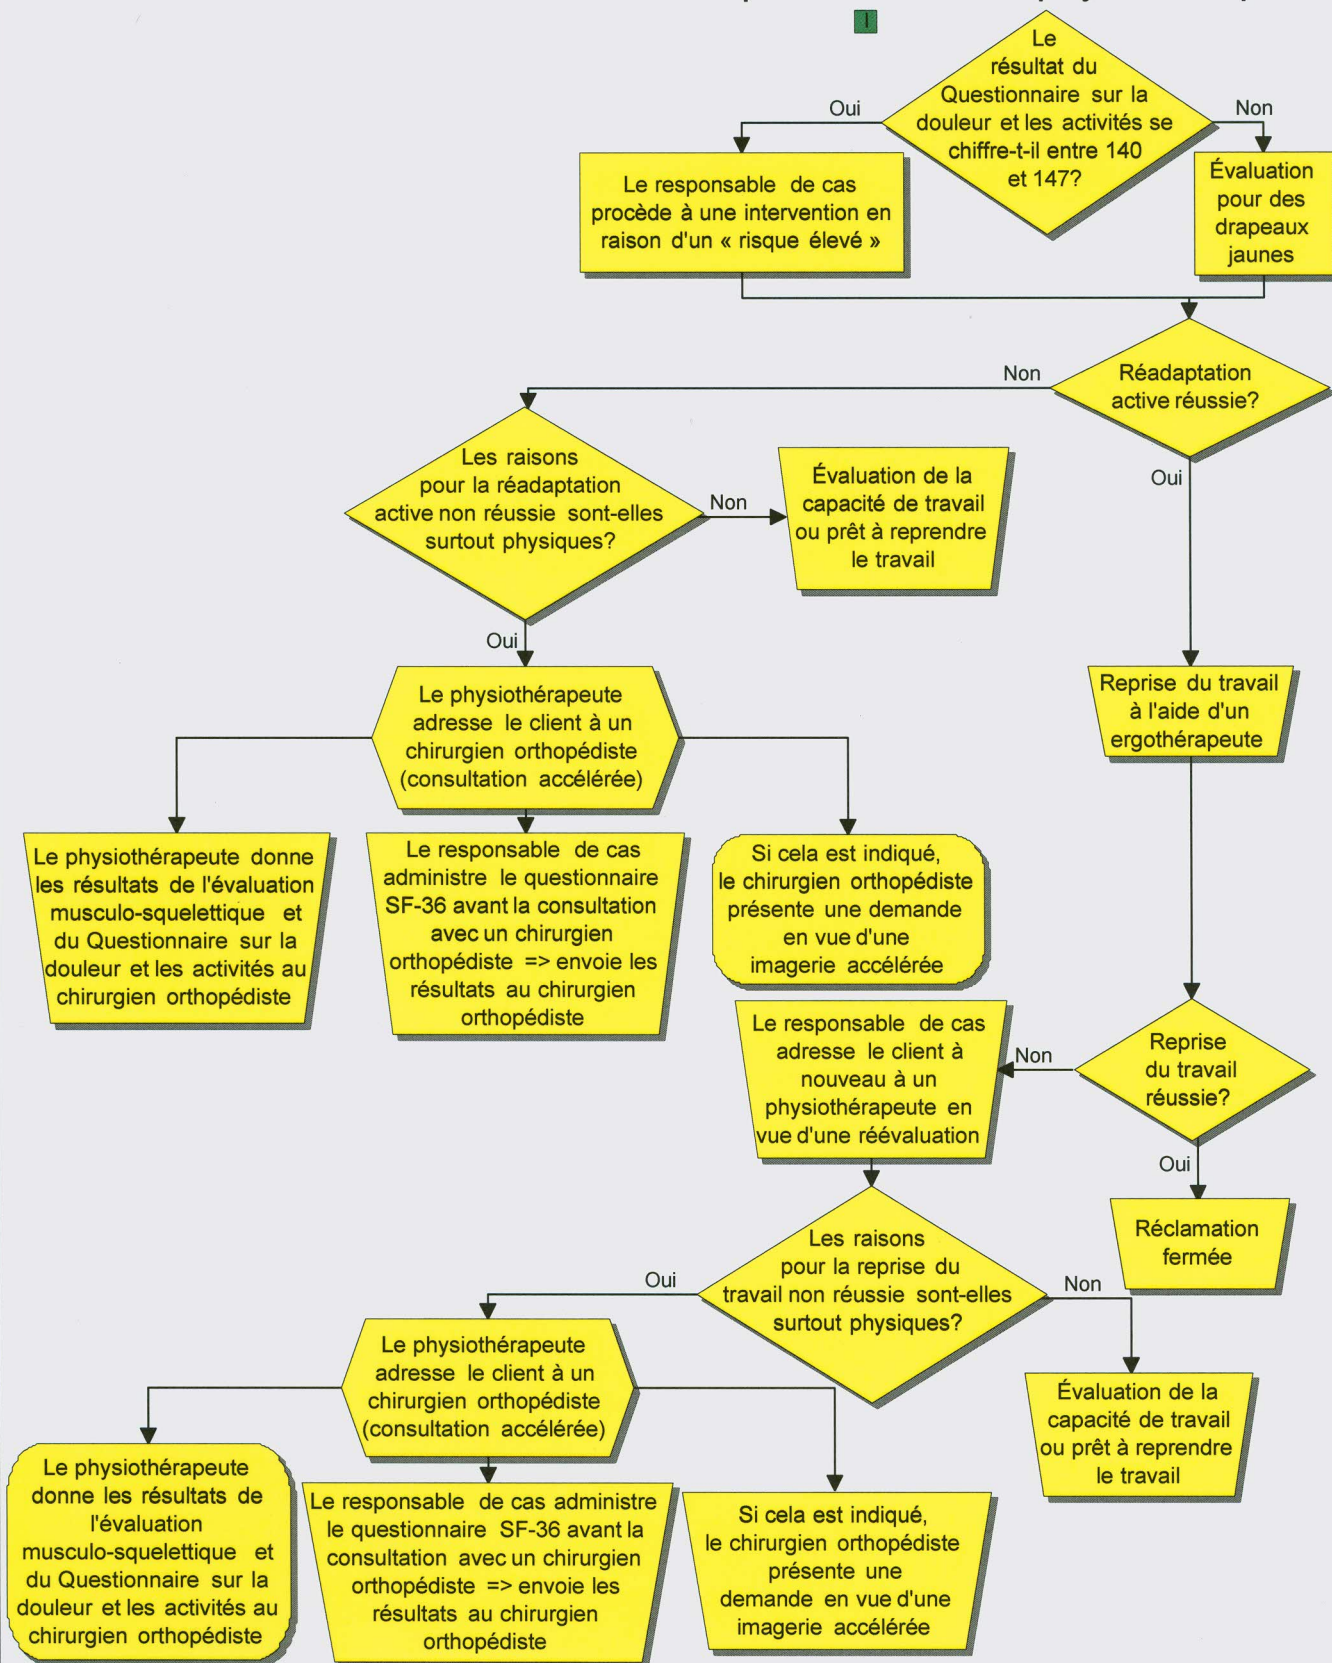 I
Le
résultat du
Questionnaire sur la
douleur et les activités se
chiffre-t-il entre 140
et 147?
Oui
Non
Le responsable de cas
procède à une intervention en
raison d'un « risque élevé »
Évaluation
pour des
drapeaux
jaunes
Réadaptation
active réussie?
Non
Oui
Les raisons
pour la réadaptation
active non réussie sont-elles
surtout physiques?
Non
Évaluation de la
capacité de travail
ou prêt à reprendre
le travail
Oui
Le physiothérapeute
adresse le client à un
chirurgien orthopédiste
(consultation accélérée)
Reprise du travail
à l'aide d'un
ergothérapeute
Le physiothérapeute donne
les résultats de l'évaluation
musculo-squelettique et
du Questionnaire sur la
douleur et les activités au
chirurgien orthopédiste
Le responsable de cas
administre le questionnaire
SF-36 avant la consultation
avec un chirurgien
orthopédiste => envoie les
résultats au chirurgien
orthopédiste
Si cela est indiqué,
le chirurgien orthopédiste
présente une demande
en vue d'une
imagerie accélérée
Le responsable de cas
adresse le client à
nouveau à un
physiothérapeute en
vue d'une réévaluation
Non
Reprise
du travail
réussie?
Oui
Réclamation
fermée
Les raisons
pour la reprise du
travail non réussie sont-elles
surtout physiques?
Oui
Non
Le physiothérapeute
adresse le client à un
chirurgien orthopédiste
(consultation accélérée)
Évaluation de la
capacité de travail
ou prêt à reprendre
le travail
Le physiothérapeute
donne les résultats de
l'évaluation
musculo-squelettique et
du Questionnaire sur la
douleur et les activités au
chirurgien orthopédiste
Le responsable de cas administre
le questionnaire SF-36 avant la
consultation avec un chirurgien
orthopédiste => envoie les
résultats au chirurgien
orthopédiste
Si cela est indiqué,
le chirurgien orthopédiste
présente une
demande en vue d'une
imagerie accélérée